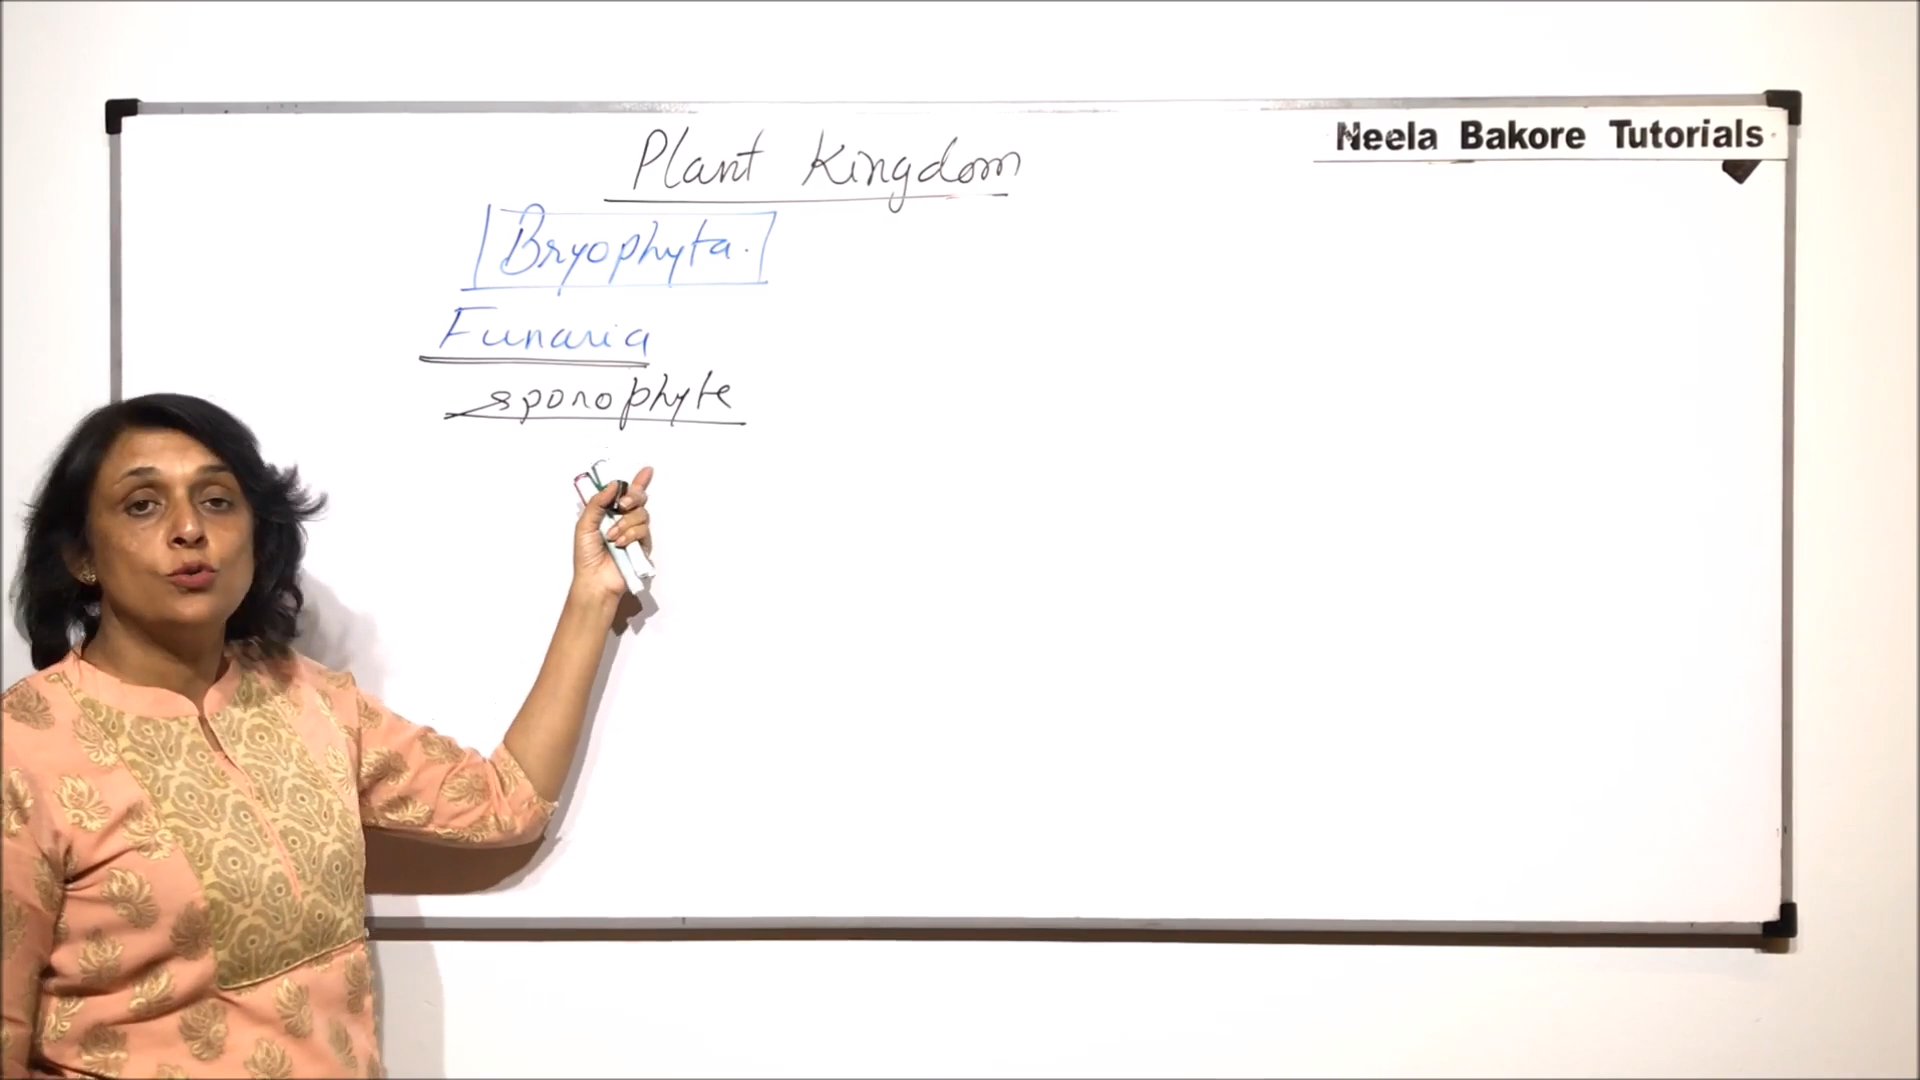 Plant Kingdom
Neela Bakore Tutorials
Bryophyta.
Funaria
sporophyte